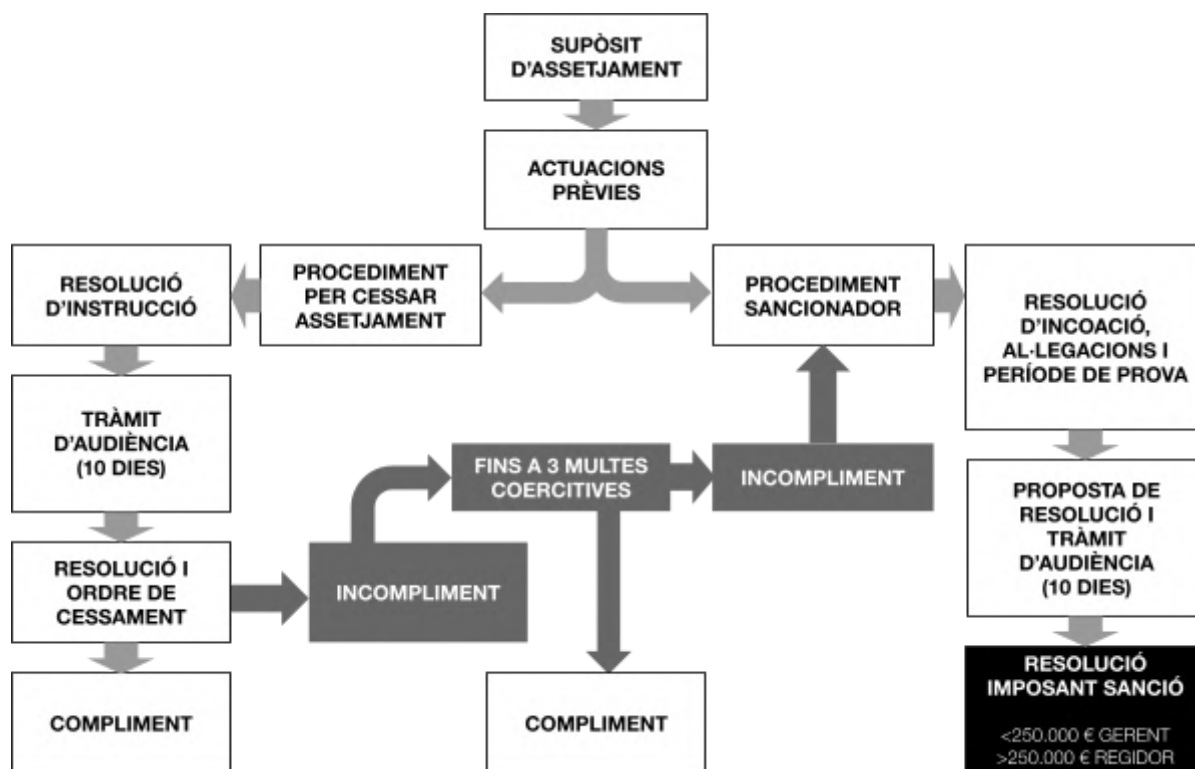 SUPÒSIT
D'ASSETJAMENT
ACTUACIONS
PRÈVIES
RESOLUCIÓ
D'INSTRUCCIÓ
PROCEDIMENT
PER CESSAR
ASSETJAMENT
PROCEDIMENT
SANCIONADOR
RESOLUCIÓ
D'INCOACIÓ,
AL·LEGACIONS I
PERÍODE DE PROVA
TRÀMIT
D'AUDIÈNCIA
(10 DIES)
FINS A 3 MULTES
COERCITIVES
INCOMPLIMENT
PROPOSTA DE
RESOLUCIÓ I
TRÀMIT
D'AUDIÈNCIA
(10 DIES)
RESOLUCIÓ I
ORDRE DE
CESSAMENT
INCOMPLIMENT
COMPLIMENT
COMPLIMENT
RESOLUCIÓ
IMPOSANT SANCIÓ
<250.000 € GERENT
>250.000 € REGIDOR